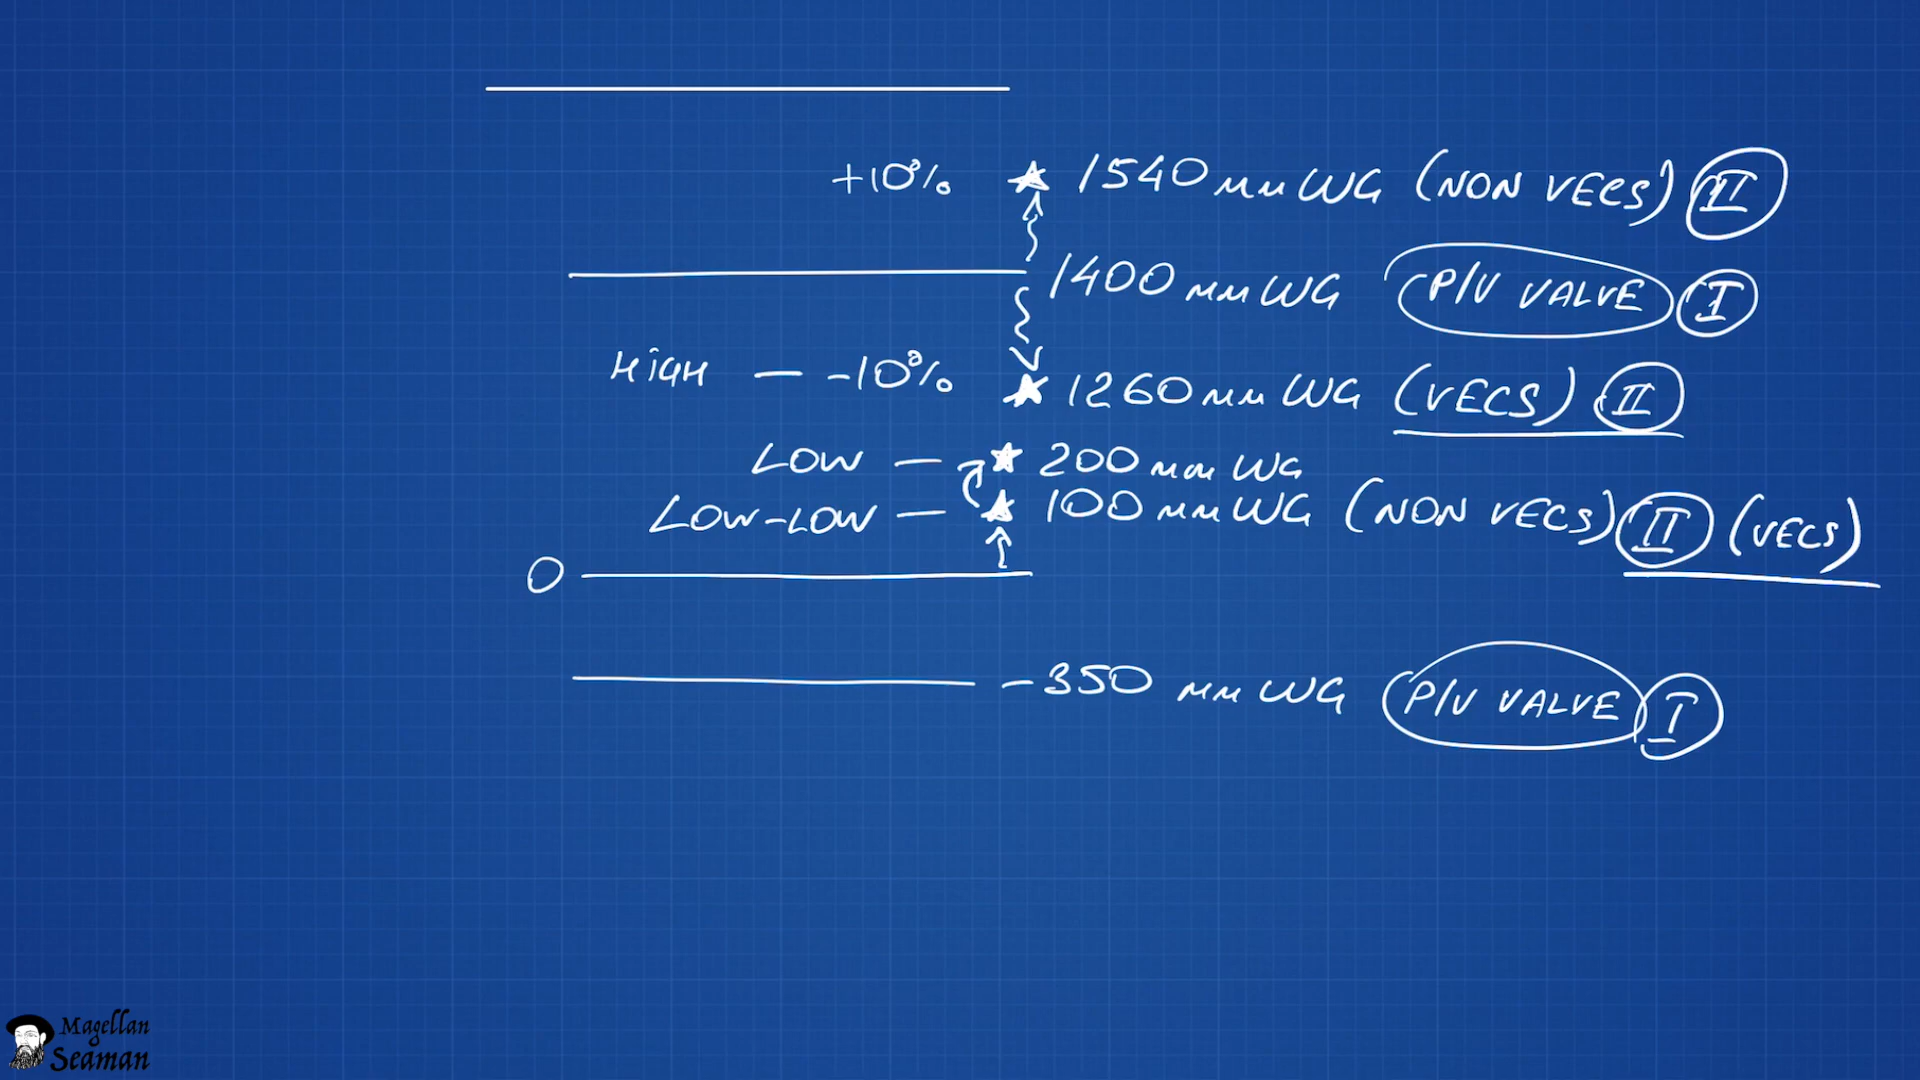 +10% ★ 1540 mm WG (NON VECS) II
1400 mm WG P/V VALVE I
HIGH — -10% ★ 1260 mm WG (VECS) II
LOW — ★ 200 mm WG
LOW-LOW — ★ 100 mm WG (NON VECS) II (VECS)
0
-350 mm WG P/V VALVE I
Magellan
Seaman